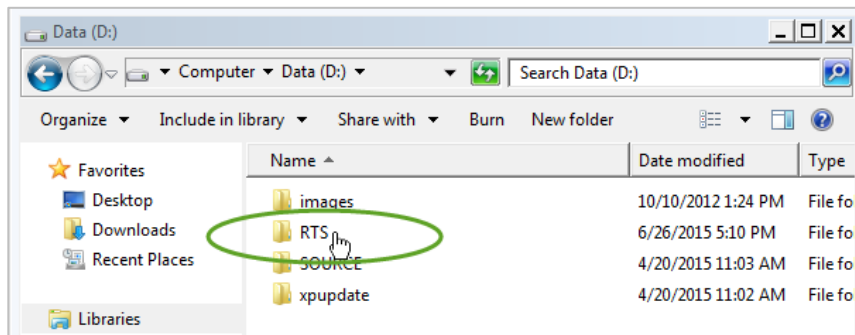 Data (D:)
Computer Data (D:) Search Data (D:)
Organize Include in library Share with Burn New folder
Favorites Name Date modified Type
Desktop images 10/10/2012 1:24 PM File fo
Downloads RTS 6/26/2015 5:10 PM File fo
Recent Places SOURCE 4/20/2015 11:03 AM File fo
xpupdate 4/20/2015 11:02 AM File fo
Libraries